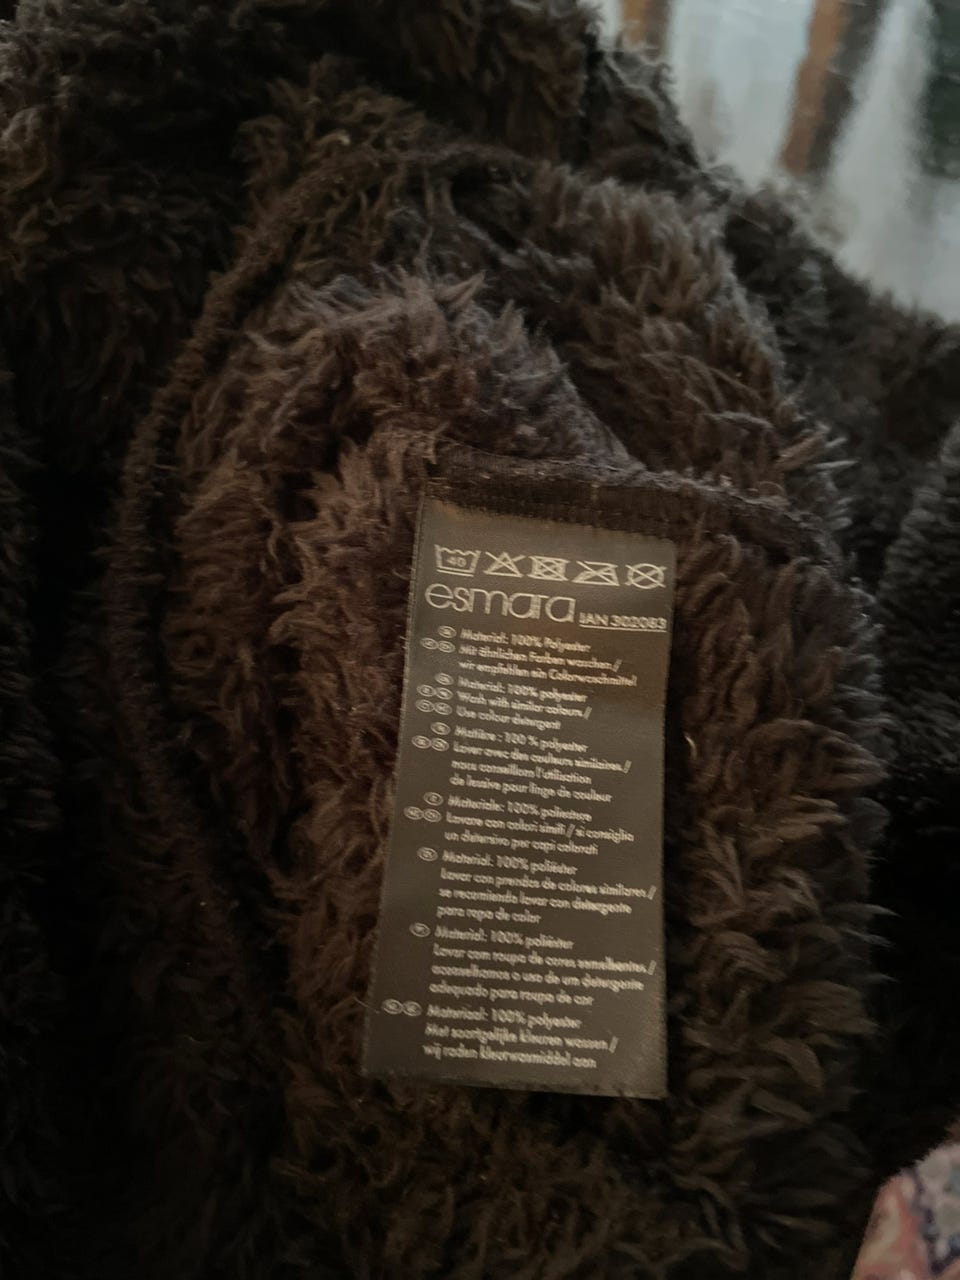 40
esmara IAN 302083
Material: 100% Polyester
Mit ähnlichen Farben waschen /
wir empfehlen ein Colorwaschmittel
Material: 100% polyester
Wash with similar colours /
Use colour detergent
Matière : 100 % polyester
Laver avec des couleurs similaires /
nous conseillons l'utilisation
de lessive pour linge de couleur
Materiale: 100% poliestere
Lavare con colori simili / si consiglia
un detersivo per capi colorati
Material: 100% poliéster
Lavar con prendas de colores similares /
se recomienda lavar con detergente
para ropa de color
Material: 100% poliéster
Lavar com roupa de cores semelhantes /
aconselhamos o uso de um detergente
adequado para roupa de cor
Materiaal: 100% polyester
Met soortgelijke kleuren wassen /
wij raden kleurwasmiddel aan